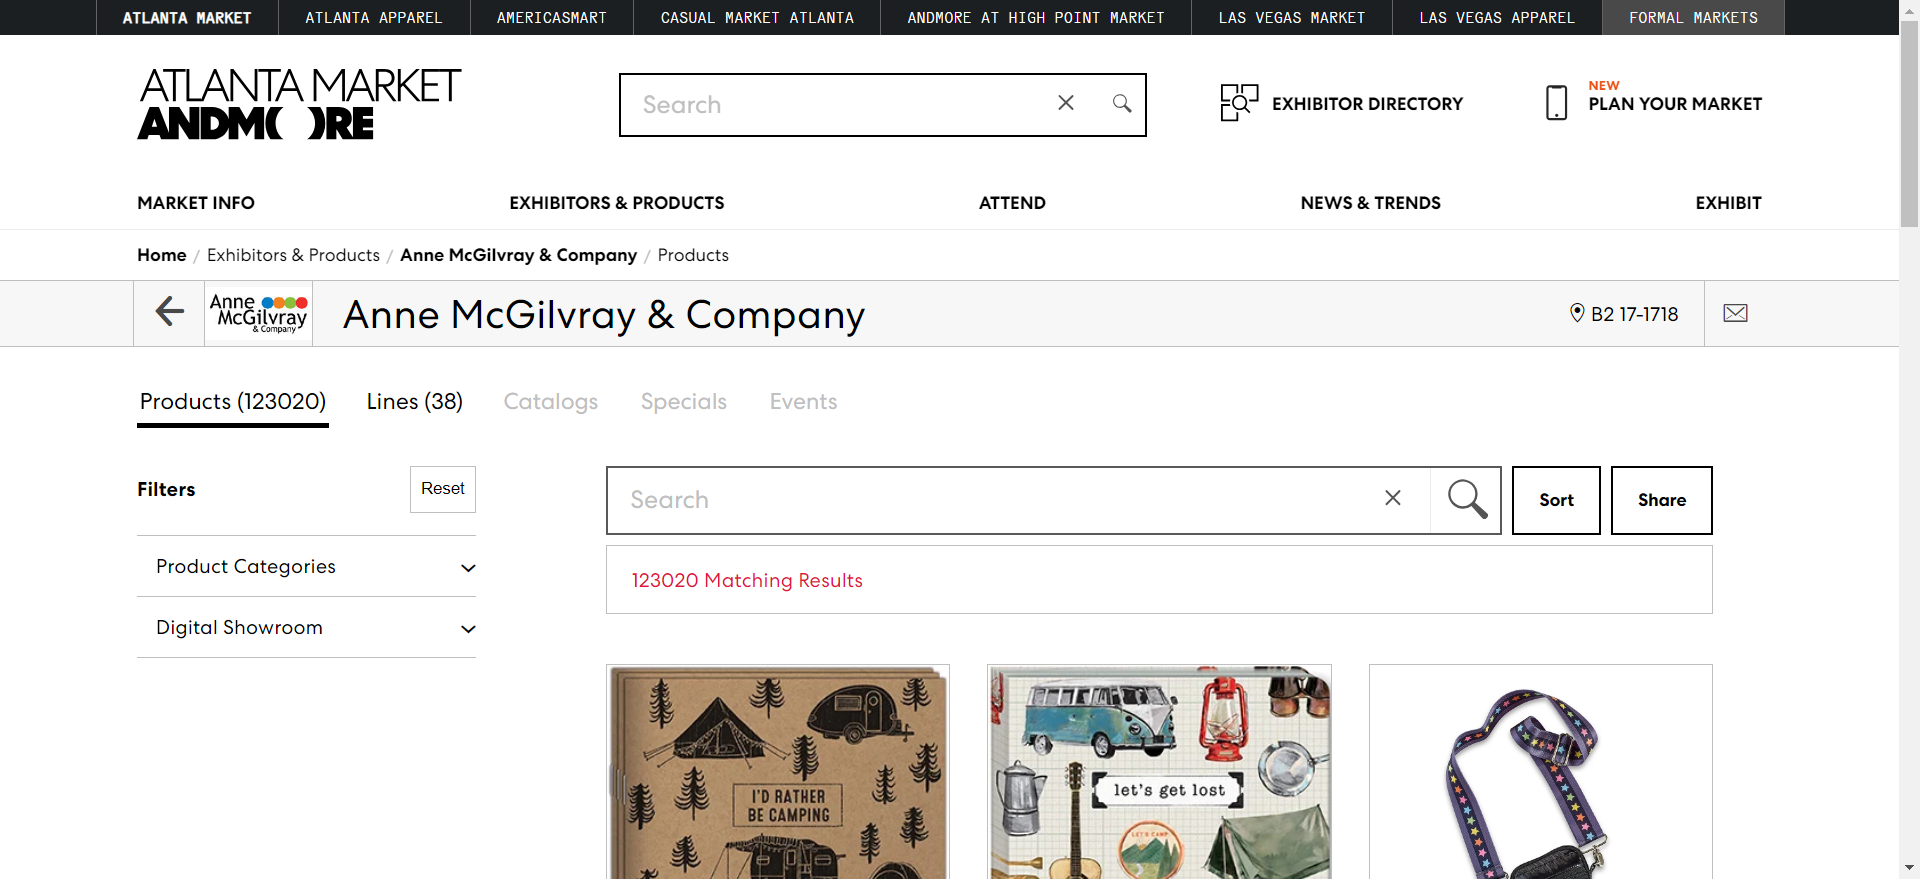 ATLANTA MARKET
ATLANTA APPAREL
AMERICASMART
CASUAL MARKET ATLANTA
ANDMORE AT HIGH POINT MARKET
LAS VEGAS MARKET
LAS VEGAS APPAREL
FORMAL MARKETS
ATLANTA MARKET
ANDMORE
Search
EXHIBITOR DIRECTORY
NEW
PLAN YOUR MARKET
MARKET INFO
EXHIBITORS & PRODUCTS
ATTEND
NEWS & TRENDS
EXHIBIT
Home / Exhibitors & Products / Anne McGilvray & Company / Products
Anne
McGilvray
& Company
Anne McGilvray & Company
B2 17-1718
Products (123020)
Lines (38)
Catalogs
Specials
Events
Filters
Reset
Product Categories
Digital Showroom
Search
Sort
Share
123020 Matching Results
I'D RATHER
BE CAMPING
let's get lost
LET'S CAMP